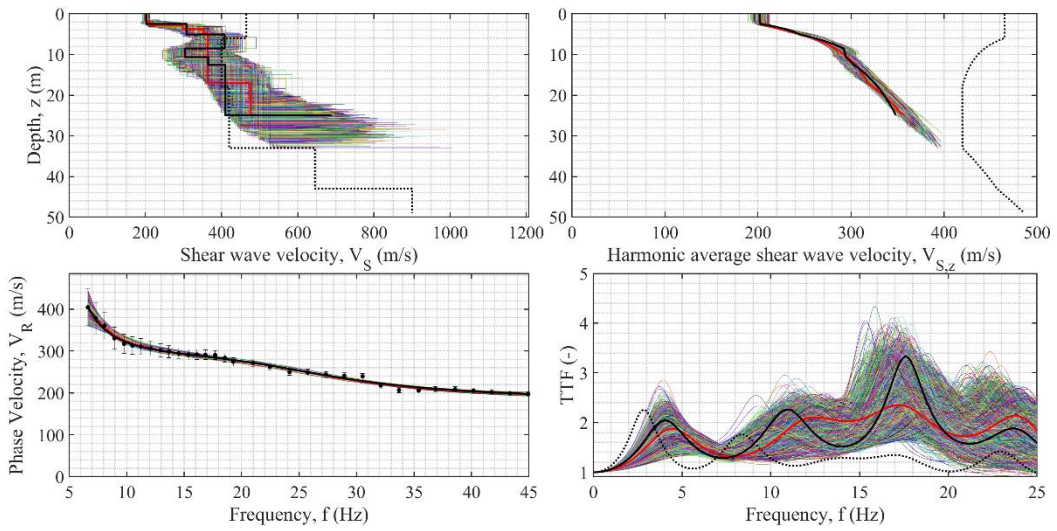 0
10
20
30
40
50
Depth, z (m)
0 200 400 600 800 1000 1200
Shear wave velocity, V_S (m/s)
0
10
20
30
40
50
0 100 200 300 400 500
Harmonic average shear wave velocity, V_S,z (m/s)
400
300
200
100
0
Phase Velocity, V_R (m/s)
5 10 15 20 25 30 35 40 45
Frequency, f (Hz)
5
4
3
2
1
TTF (-)
0 5 10 15 20 25
Frequency, f (Hz)